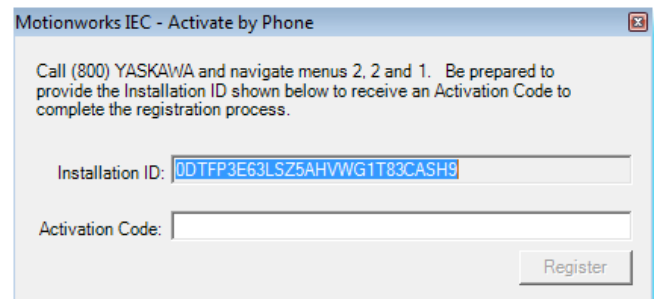 Motionworks IEC - Activate by Phone
Call (800) YASKAWA and navigate menus 2, 2 and 1. Be prepared to
provide the Installation ID shown below to receive an Activation Code to
complete the registration process.
Installation ID: 0DTFP3E63LSZ5AHVWG1T83CASH9
Activation Code:
Register